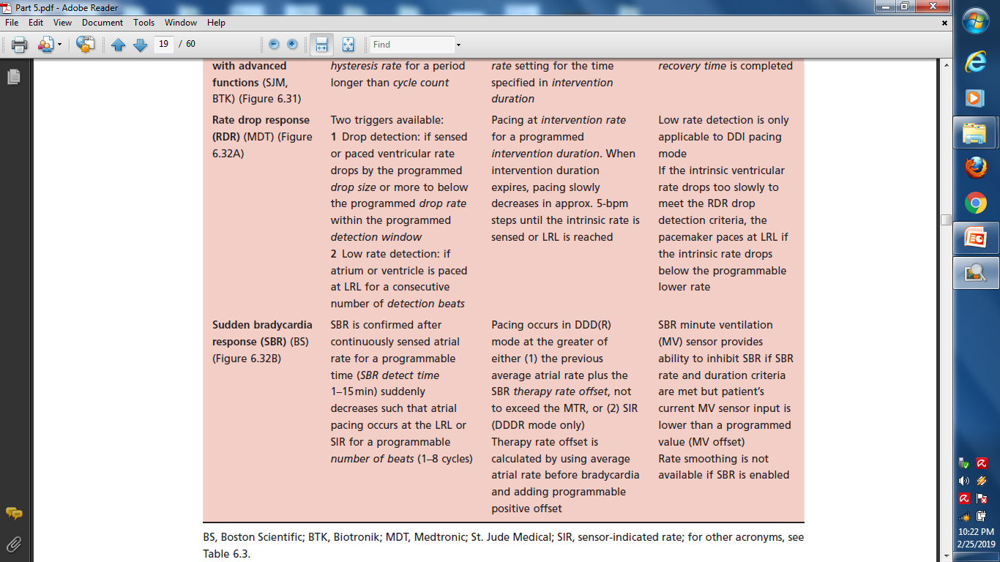 Part 5.pdf - Adobe Reader
File Edit View Document Tools Window Help
19 / 60
Find
with advanced
functions (SJM,
BTK) (Figure 6.31)
hysteresis rate for a period
longer than cycle count
rate setting for the time
specified in intervention
duration
recovery time is completed
Rate drop response
(RDR) (MDT) (Figure
6.32A)
Two triggers available:
1 Drop detection: if sensed
or paced ventricular rate
drops by the programmed
drop size or more to below
the programmed drop rate
within the programmed
detection window
2 Low rate detection: if
atrium or ventricle is paced
at LRL for a consecutive
number of detection beats
Pacing at intervention rate
for a programmed
intervention duration. When
intervention duration
expires, pacing slowly
decreases in approx. 5-bpm
steps until the intrinsic rate is
sensed or LRL is reached
Low rate detection is only
applicable to DDI pacing
mode
If the intrinsic ventricular
rate drops too slowly to
meet the RDR drop
detection criteria, the
pacemaker paces at LRL if
the intrinsic rate drops
below the programmable
lower rate
Sudden bradycardia
response (SBR) (BS)
(Figure 6.32B)
SBR is confirmed after
continuously sensed atrial
rate for a programmable
time (SBR detect time
1–15 min) suddenly
decreases such that atrial
pacing occurs at the LRL or
SIR for a programmable
number of beats (1–8 cycles)
Pacing occurs in DDD(R)
mode at the greater of
either (1) the previous
average atrial rate plus the
SBR therapy rate offset, not
to exceed the MTR, or (2) SIR
(DDDR mode only)
Therapy rate offset is
calculated by using average
atrial rate before bradycardia
and adding programmable
positive offset
SBR minute ventilation
(MV) sensor provides
ability to inhibit SBR if SBR
rate and duration criteria
are met but patient's
current MV sensor input is
lower than a programmed
value (MV offset)
Rate smoothing is not
available if SBR is enabled
BS, Boston Scientific; BTK, Biotronik; MDT, Medtronic; St. Jude Medical; SIR, sensor-indicated rate; for other acronyms, see
Table 6.3.
10:22 PM
2/25/2019